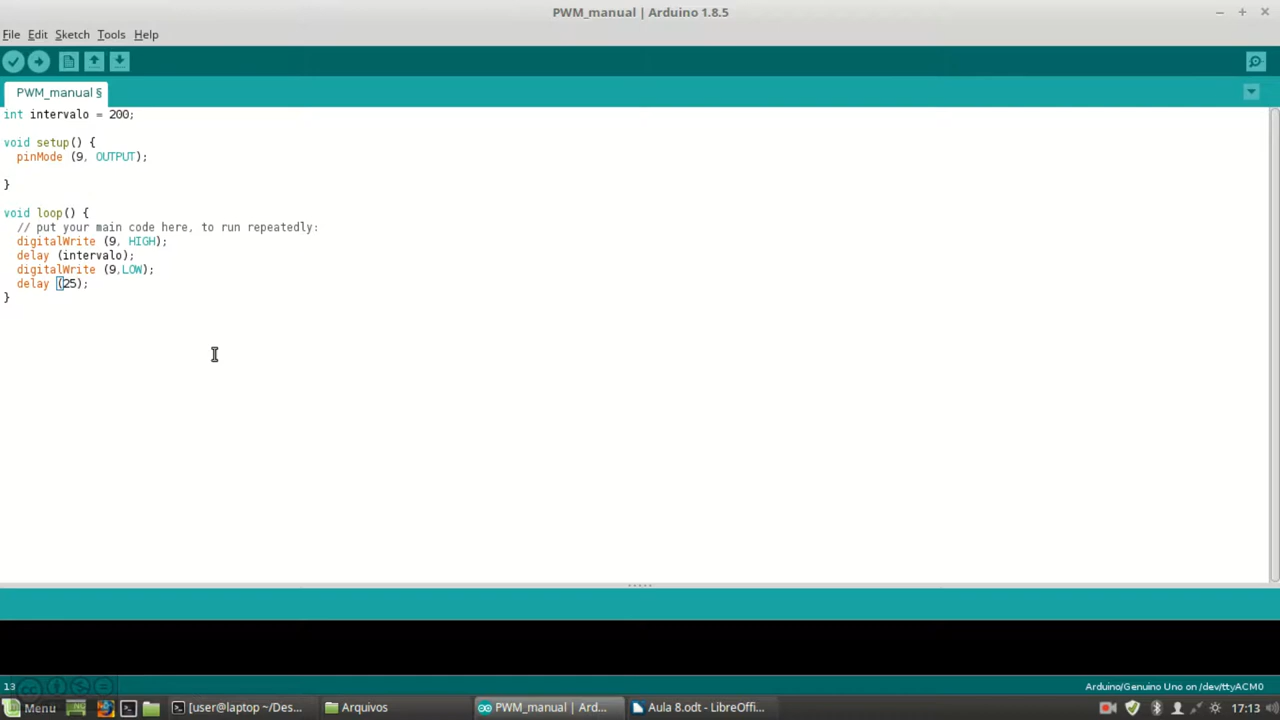 PWM_manual | Arduino 1.8.5
File Edit Sketch Tools Help
PWM_manual §
int intervalo = 200;
void setup() {
pinMode (9, OUTPUT);
}
void loop() {
// put your main code here, to run repeatedly:
digitalWrite (9, HIGH);
delay (intervalo);
digitalWrite (9,LOW);
delay (25);
}
13
Arduino/Genuino Uno on /dev/ttyACM0
Menu [user@laptop ~/Des... Arquivos PWM_manual | Ard... Aula 8.odt - LibreOffi... 17:13